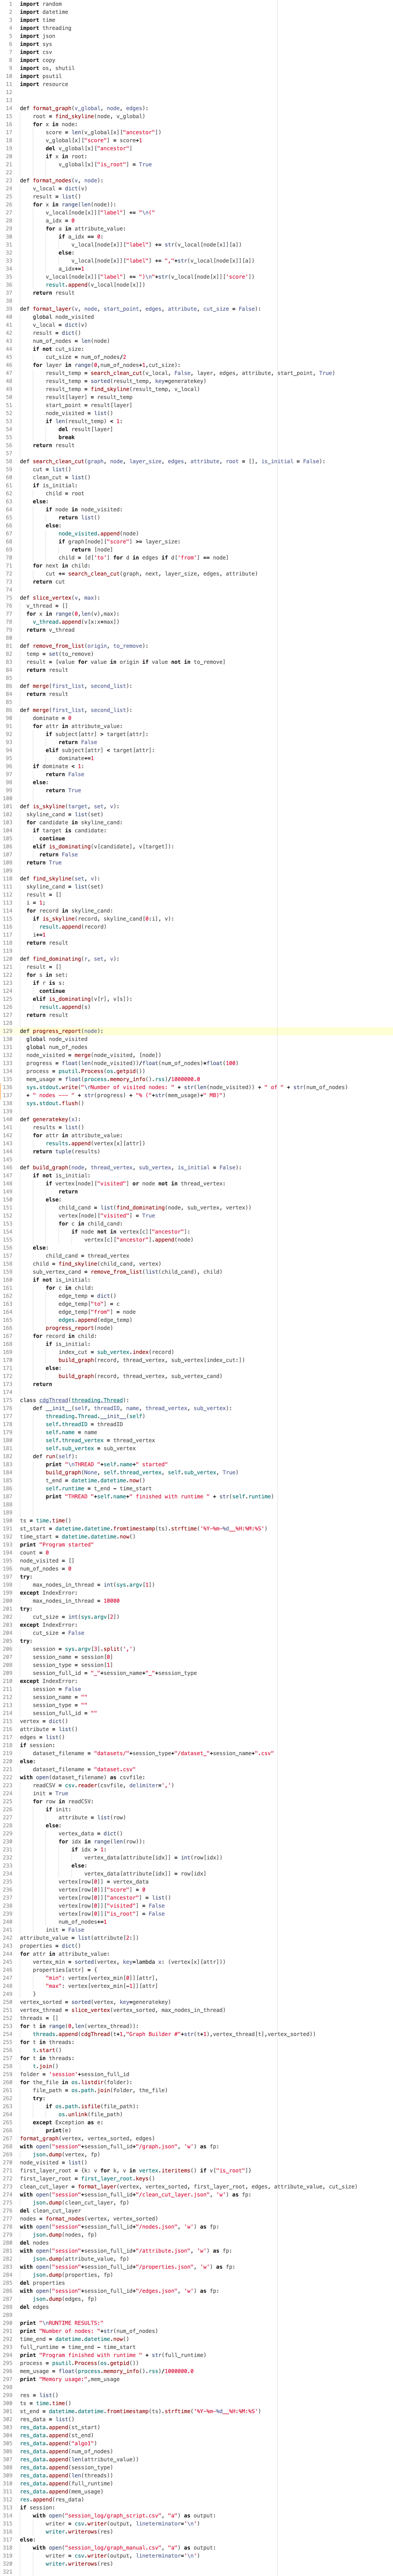 import random
import datetime
import time
import threading
import json
import sys
import csv
import copy
import os, shutil
import psutil
import resource

def format_graph(v_global, node, edges):
    root = find_skyline(node, v_global)
    for x in node:
        score = len(v_global[x]["ancestor"])
        v_global[x]["score"] = score+1
        del v_global[x]["ancestor"]
        if x in root:
            v_global[x]["is_root"] = True

def format_nodes(v, node):
    v_local = dict(v)
    result = list()
    for x in range(len(node)):
        v_local[node[x]]["label"] += "\n("
        a_idx = 0
        for a in attribute_value:
            if a_idx == 0:
                v_local[node[x]]["label"] += str(v_local[node[x]][a])
            else:
                v_local[node[x]]["label"] += ","+str(v_local[node[x]][a])
            a_idx+=1
        v_local[node[x]]["label"] += ")\n"+str(v_local[node[x]]['score'])
        result.append(v_local[node[x]])
    return result

def format_layer(v, node, start_point, edges, attribute, cut_size = False):
    global node_visited
    v_local = dict(v)
    result = dict()
    num_of_nodes = len(node)
    if not cut_size:
        cut_size = num_of_nodes/2
    for layer in range(0,num_of_nodes+1,cut_size):
        result_temp = search_clean_cut(v_local, False, layer, edges, attribute, start_point, True)
        result_temp = sorted(result_temp, key=generatekey)
        result_temp = find_skyline(result_temp, v_local)
        result[layer] = result_temp
        start_point = result[layer]
        node_visited = list()
        if len(result_temp) < 1:
            del result[layer]
            break
    return result

def search_clean_cut(graph, node, layer_size, edges, attribute, root = [], is_initial = False):
    cut = list()
    clean_cut = list()
    if is_initial:
        child = root
    else:
        if node in node_visited:
            return list()
        else:
            node_visited.append(node)
            if graph[node]["score"] >= layer_size:
                return [node]
            child = [d['to'] for d in edges if d['from'] == node]
    for next in child:
        cut += search_clean_cut(graph, next, layer_size, edges, attribute)
    return cut

def slice_vertex(v, max):
  v_thread = []
  for x in range(0,len(v),max):
    v_thread.append(v[x:x+max])
  return v_thread

def remove_from_list(origin, to_remove):
  temp = set(to_remove)
  result = [value for value in origin if value not in to_remove]
  return result

def merge(first_list, second_list):
  return result

def merge(first_list, second_list):
    dominate = 0
    for attr in attribute_value:
        if subject[attr] > target[attr]:
            return False
        elif subject[attr] < target[attr]:
            dominate+=1
    if dominate < 1:
        return False
    else:
        return True

def is_skyline(target, set, v):
  skyline_cand = list(set)
  for candidate in skyline_cand:
    if target is candidate:
      continue
    elif is_dominating(v[candidate], v[target]):
      return False
  return True

def find_skyline(set, v):
  skyline_cand = list(set)
  result = []
  i = 1;
  for record in skyline_cand:
    if is_skyline(record, skyline_cand[0:i], v):
      result.append(record)
    i+=1
  return result

def find_dominating(r, set, v):
  result = []
  for s in set:
    if r is s:
      continue
    elif is_dominating(v[r], v[s]):
      result.append(s)
  return result

def progress_report(node):
  global node_visited
  global num_of_nodes
  node_visited = merge(node_visited, [node])
  progress = float(len(node_visited))/float(num_of_nodes)*float(100)
  process = psutil.Process(os.getpid())
  mem_usage = float(process.memory_info().rss)/1000000.0
  sys.stdout.write("\rNumber of visited nodes: " + str(len(node_visited)) + " of " + str(num_of_nodes)
  + " nodes --- " + str(progress) + "% ("+str(mem_usage)+" MB)")
  sys.stdout.flush()

def generatekey(x):
    results = list()
    for attr in attribute_value:
        results.append(vertex[x][attr])
    return tuple(results)

def build_graph(node, thread_vertex, sub_vertex, is_initial = False):
    if not is_initial:
        if vertex[node]["visited"] or node not in thread_vertex:
            return
        else:
            child_cand = list(find_dominating(node, sub_vertex, vertex))
            vertex[node]["visited"] = True
            for c in child_cand:
                if node not in vertex[c]["ancestor"]:
                    vertex[c]["ancestor"].append(node)
    else:
        child_cand = thread_vertex
    child = find_skyline(child_cand, vertex)
    sub_vertex_cand = remove_from_list(list(child_cand), child)
    if not is_initial:
        for c in child:
            edge_temp = dict()
            edge_temp["to"] = c
            edge_temp["from"] = node
            edges.append(edge_temp)
        progress_report(node)
    for record in child:
        if is_initial:
            index_cut = sub_vertex.index(record)
            build_graph(record, thread_vertex, sub_vertex[index_cut:])
        else:
            build_graph(record, thread_vertex, sub_vertex_cand)
    return

class cdgThread(threading.Thread):
    def __init__(self, threadID, name, thread_vertex, sub_vertex):
        threading.Thread.__init__(self)
        self.threadID = threadID
        self.name = name
        self.thread_vertex = thread_vertex
        self.sub_vertex = sub_vertex
    def run(self):
        print "\nTHREAD "+self.name+" started"
        build_graph(None, self.thread_vertex, self.sub_vertex, True)
        t_end = datetime.datetime.now()
        self.runtime = t_end - time_start
        print "THREAD "+self.name+" finished with runtime " + str(self.runtime)

ts = time.time()
st_start = datetime.datetime.fromtimestamp(ts).strftime('%Y-%m-%d__%H:%M:%S')
time_start = datetime.datetime.now()
print "Program started"
count = 0
node_visited = []
num_of_nodes = 0
try:
    max_nodes_in_thread = int(sys.argv[1])
except IndexError:
    max_nodes_in_thread = 10000
try:
    cut_size = int(sys.argv[2])
except IndexError:
    cut_size = False
try:
    session = sys.argv[3].split(',')
    session_name = session[0]
    session_type = session[1]
    session_full_id = "_"+session_name+"_"+session_type
except IndexError:
    session = False
    session_name = ""
    session_type = ""
    session_full_id = ""
vertex = dict()
attribute = list()
edges = list()
if session:
    dataset_filename = "datasets/"+session_type+"/dataset_"+session_name+".csv"
else:
    dataset_filename = "dataset.csv"
with open(dataset_filename) as csvfile:
    readCSV = csv.reader(csvfile, delimiter=',')
    init = True
    for row in readCSV:
        if init:
            attribute = list(row)
        else:
            vertex_data = dict()
            for idx in range(len(row)):
                if idx > 1:
                    vertex_data[attribute[idx]] = int(row[idx])
                else:
                    vertex_data[attribute[idx]] = row[idx]
            vertex[row[0]] = vertex_data
            vertex[row[0]]["score"] = 0
            vertex[row[0]]["ancestor"] = list()
            vertex[row[0]]["visited"] = False
            vertex[row[0]]["is_root"] = False
            num_of_nodes+=1
        init = False
attribute_value = list(attribute[2:])
properties = dict()
for attr in attribute_value:
    vertex_min = sorted(vertex, key=lambda x: (vertex[x][attr]))
    properties[attr] = {
        "min": vertex[vertex_min[0]][attr],
        "max": vertex[vertex_min[-1]][attr]
    }
vertex_sorted = sorted(vertex, key=generatekey)
vertex_thread = slice_vertex(vertex_sorted, max_nodes_in_thread)
threads = []
for t in range(0,len(vertex_thread)):
    threads.append(cdgThread(t+1,"Graph Builder #"+str(t+1),vertex_thread[t],vertex_sorted))
for t in threads:
    t.start()
for t in threads:
    t.join()
folder = 'session'+session_full_id
for the_file in os.listdir(folder):
    file_path = os.path.join(folder, the_file)
    try:
        if os.path.isfile(file_path):
            os.unlink(file_path)
    except Exception as e:
        print(e)
format_graph(vertex, vertex_sorted, edges)
with open("session"+session_full_id+"/graph.json", 'w') as fp:
    json.dump(vertex, fp)
node_visited = list()
first_layer_root = {k: v for k, v in vertex.iteritems() if v["is_root"]}
first_layer_root = first_layer_root.keys()
clean_cut_layer = format_layer(vertex, vertex_sorted, first_layer_root, edges, attribute_value, cut_size)
with open("session"+session_full_id+"/clean_cut_layer.json", 'w') as fp:
    json.dump(clean_cut_layer, fp)
del clean_cut_layer
nodes = format_nodes(vertex, vertex_sorted)
with open("session"+session_full_id+"/nodes.json", 'w') as fp:
    json.dump(nodes, fp)
del nodes
with open("session"+session_full_id+"/attribute.json", 'w') as fp:
    json.dump(attribute_value, fp)
with open("session"+session_full_id+"/properties.json", 'w') as fp:
    json.dump(properties, fp)
del properties
with open("session"+session_full_id+"/edges.json", 'w') as fp:
    json.dump(edges, fp)
del edges

print "\nRUNTIME RESULTS:"
print "Number of nodes: "+str(num_of_nodes)
time_end = datetime.datetime.now()
full_runtime = time_end - time_start
print "Program finished with runtime " + str(full_runtime)
process = psutil.Process(os.getpid())
mem_usage = float(process.memory_info().rss)/1000000.0
print "Memory usage:",mem_usage

res = list()
ts = time.time()
st_end = datetime.datetime.fromtimestamp(ts).strftime('%Y-%m-%d__%H:%M:%S')
res_data = list()
res_data.append(st_start)
res_data.append(st_end)
res_data.append("algo1")
res_data.append(num_of_nodes)
res_data.append(len(attribute_value))
res_data.append(session_type)
res_data.append(len(threads))
res_data.append(full_runtime)
res_data.append(mem_usage)
res.append(res_data)
if session:
    with open("session_log/graph_script.csv", "a") as output:
        writer = csv.writer(output, lineterminator='\n')
        writer.writerows(res)
else:
    with open("session_log/graph_manual.csv", "a") as output:
        writer = csv.writer(output, lineterminator='\n')
        writer.writerows(res)